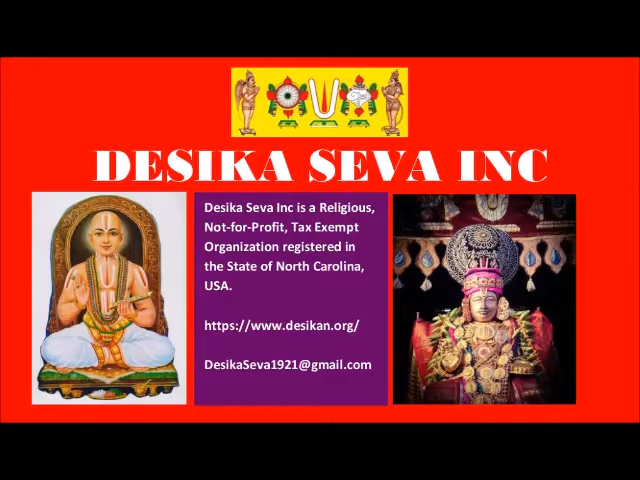 DESIKA SEVA INC
Desika Seva Inc is a Religious,
Not-for-Profit, Tax Exempt
Organization registered in
the State of North Carolina,
USA.
https://www.desikan.org/
DesikaSeva1921@gmail.com